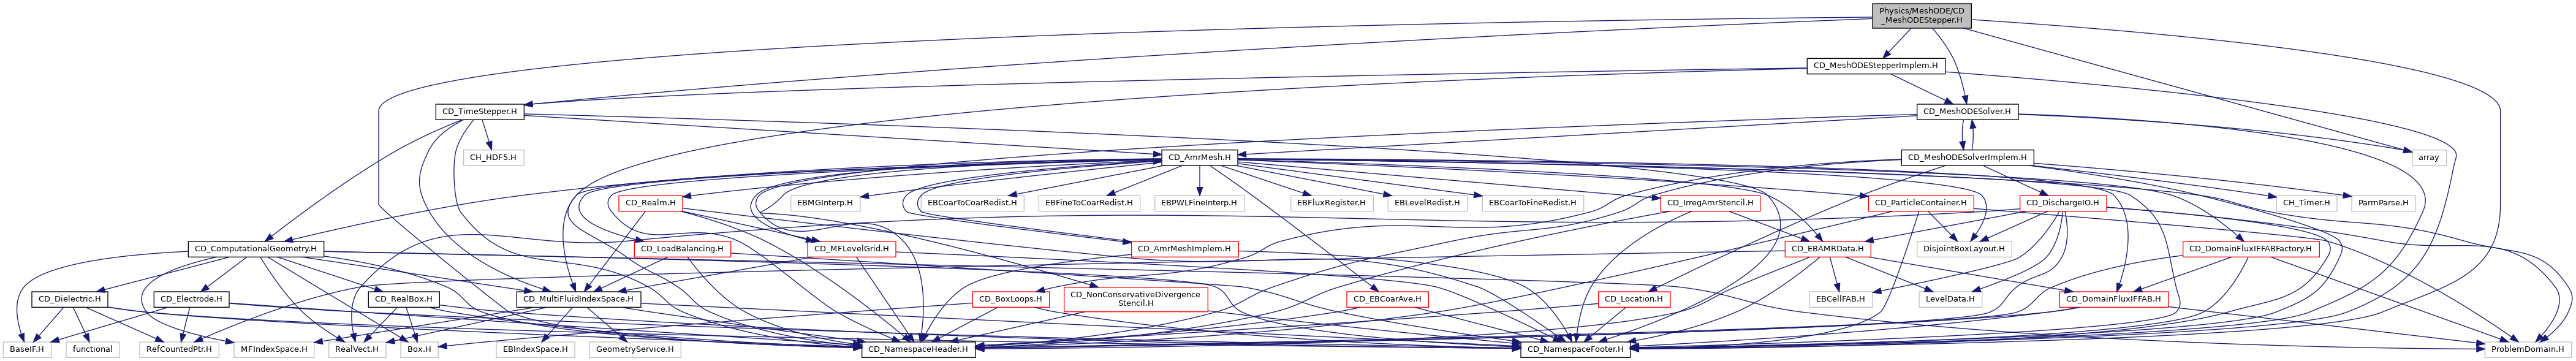 Physics/MeshODE/CD
_MeshODEStepper.H
CD_MeshODEStepperImplem.H
CD_TimeStepper.H
CD_MeshODESolver.H
CH_HDF5.H
CD_AmrMesh.H
CD_MeshODESolverImplem.H
array
CD_Realm.H
EBMGInterp.H
EBCoarToCoarRedist.H
EBFineToCoarRedist.H
EBPWLFineInterp.H
EBFluxRegister.H
EBLevelRedist.H
EBCoarToFineRedist.H
CD_IrregAmrStencil.H
CD_ParticleContainer.H
CD_DischargeIO.H
CH_Timer.H
ParmParse.H
CD_ComputationalGeometry.H
CD_LoadBalancing.H
CD_MFLevelGrid.H
CD_AmrMeshImplem.H
CD_EBAMRData.H
DisjointBoxLayout.H
CD_DomainFluxIFFABFactory.H
CD_Dielectric.H
CD_Electrode.H
CD_RealBox.H
CD_MultiFluidIndexSpace.H
CD_BoxLoops.H
CD_NonConservativeDivergence
Stencil.H
CD_EBCoarAve.H
CD_Location.H
EBCellFAB.H
LevelData.H
CD_DomainFluxIFFAB.H
BaseIF.H
functional
RefCountedPtr.H
MFIndexSpace.H
RealVect.H
Box.H
EBIndexSpace.H
GeometryService.H
CD_NamespaceHeader.H
CD_NamespaceFooter.H
ProblemDomain.H